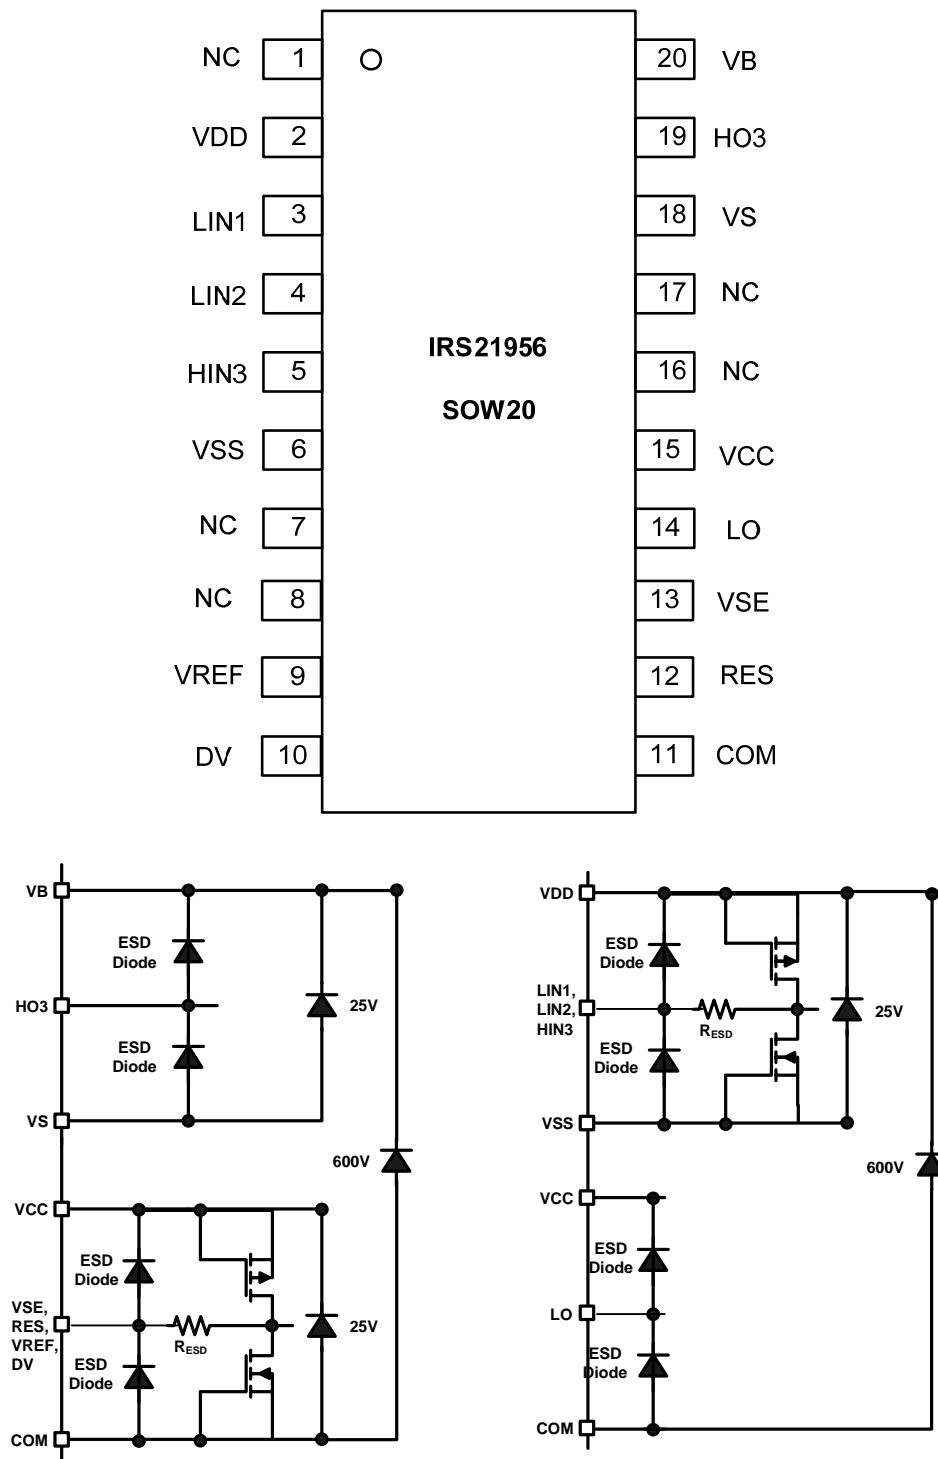 NC 1 20 VB
VDD 2 19 HO3
LIN1 3 18 VS
LIN2 4 17 NC
IRS21956
HIN3 5 16 NC
SOW20
VSS 6 15 VCC
NC 7 14 LO
NC 8 13 VSE
VREF 9 12 RES
DV 10 11 COM
VB
ESD
Diode
HO3
25V
ESD
Diode
VS
600V
VCC
ESD
Diode
VSE,
RES,
VREF,
DV
RESD
25V
ESD
Diode
COM
VDD
ESD
Diode
LIN1,
LIN2,
HIN3
RESD
25V
ESD
Diode
VSS
600V
VCC
ESD
Diode
LO
ESD
Diode
COM